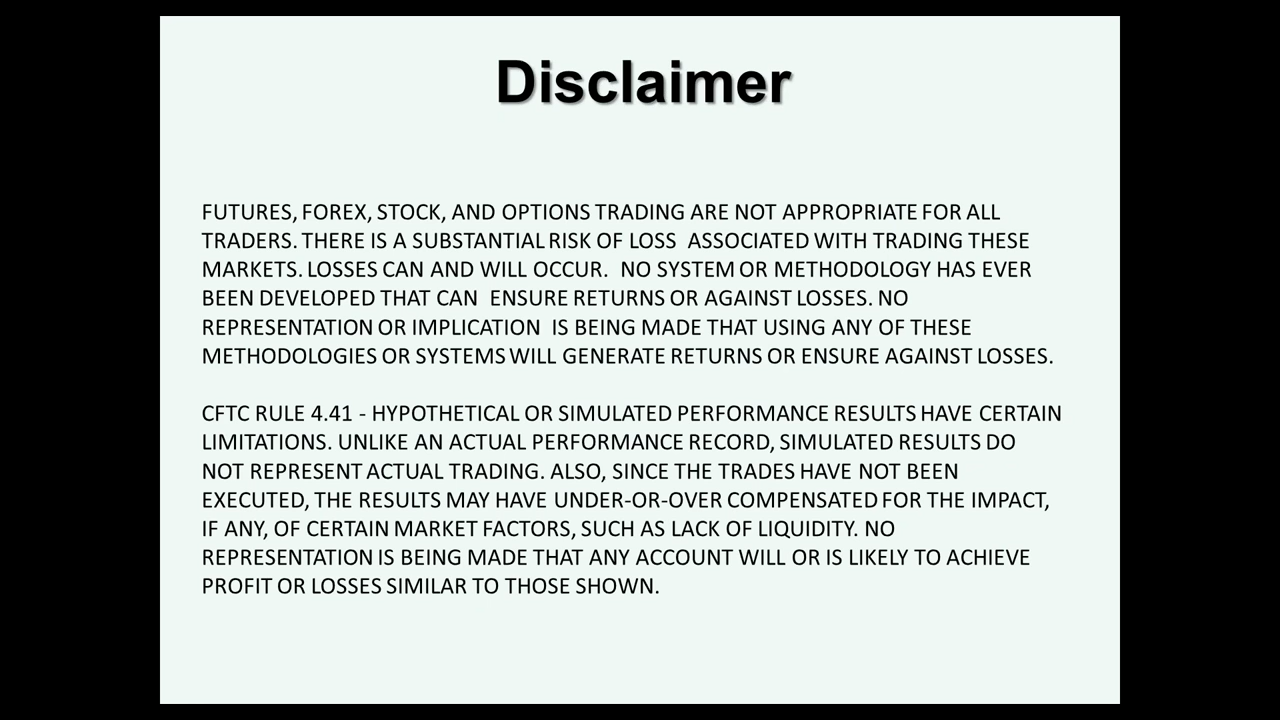 Disclaimer
FUTURES, FOREX, STOCK, AND OPTIONS TRADING ARE NOT APPROPRIATE FOR ALL
TRADERS. THERE IS A SUBSTANTIAL RISK OF LOSS ASSOCIATED WITH TRADING THESE
MARKETS. LOSSES CAN AND WILL OCCUR. NO SYSTEM OR METHODOLOGY HAS EVER
BEEN DEVELOPED THAT CAN ENSURE RETURNS OR AGAINST LOSSES. NO
REPRESENTATION OR IMPLICATION IS BEING MADE THAT USING ANY OF THESE
METHODOLOGIES OR SYSTEMS WILL GENERATE RETURNS OR ENSURE AGAINST LOSSES.
CFTC RULE 4.41 - HYPOTHETICAL OR SIMULATED PERFORMANCE RESULTS HAVE CERTAIN
LIMITATIONS. UNLIKE AN ACTUAL PERFORMANCE RECORD, SIMULATED RESULTS DO
NOT REPRESENT ACTUAL TRADING. ALSO, SINCE THE TRADES HAVE NOT BEEN
EXECUTED, THE RESULTS MAY HAVE UNDER-OR-OVER COMPENSATED FOR THE IMPACT,
IF ANY, OF CERTAIN MARKET FACTORS, SUCH AS LACK OF LIQUIDITY. NO
REPRESENTATION IS BEING MADE THAT ANY ACCOUNT WILL OR IS LIKELY TO ACHIEVE
PROFIT OR LOSSES SIMILAR TO THOSE SHOWN.